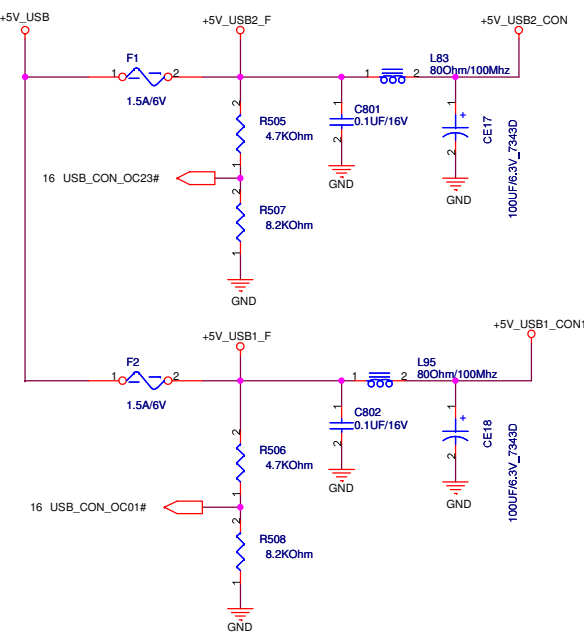 +5V_USB
+5V_USB2_F
+5V_USB2_CON
F1
1 2
1.5A/6V
L83
80Ohm/100Mhz
1 2
C801
0.1UF/16V
1
2
GND
CE17
100UF/6.3V_7343D
+
1
2
GND
2
R505
4.7KOhm
1
16 USB_CON_OC23#
2
R507
8.2KOhm
1
GND
+5V_USB1_F
+5V_USB1_CON1
F2
1 2
1.5A/6V
L95
80Ohm/100Mhz
1 2
C802
0.1UF/16V
1
2
GND
CE18
100UF/6.3V_7343D
+
1
2
GND
2
R506
4.7KOhm
1
16 USB_CON_OC01#
2
R508
8.2KOhm
1
GND